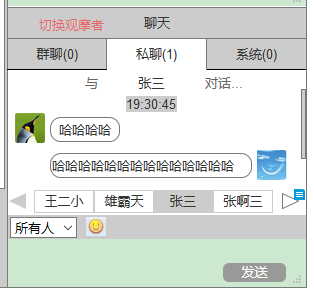 切换观摩者 聊天
群聊(0) 私聊(1) 系统(0)
与 张三 对话...
19:30:45
哈哈哈哈
哈哈哈哈哈哈哈哈哈哈哈哈哈哈
王二小 雄霸天 张三 张啊三
所有人
发送